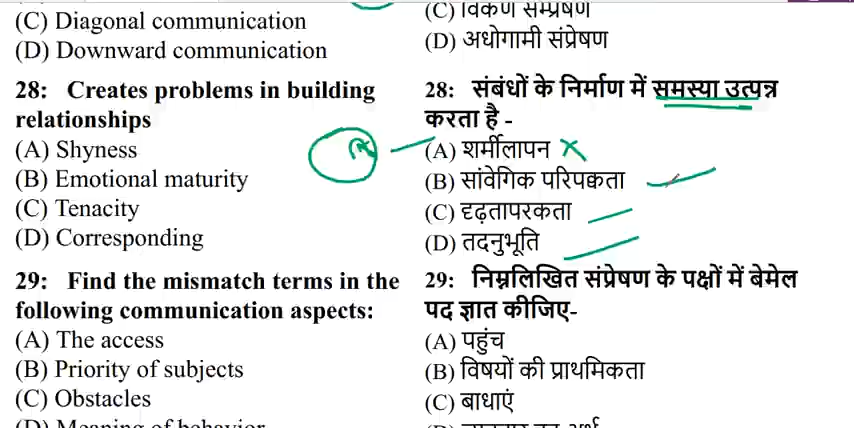 (C) Diagonal communication
(D) Downward communication
28: Creates problems in building
relationships
(A) Shyness
(B) Emotional maturity
(C) Tenacity
(D) Corresponding
29: Find the mismatch terms in the
following communication aspects:
(A) The access
(B) Priority of subjects
(C) Obstacles
(D) Meaning of behavior
(C) विकर्ण सम्प्रेषण
(D) अधोगामी संप्रेषण
28: संबंधों के निर्माण में समस्या उत्पन्न
करता है -
(A) शर्मीलापन
(B) सांवेगिक परिपक्वता
(C) दृढ़तापरकता
(D) तदनुभूति
29: निम्नलिखित संप्रेषण के पक्षों में बेमेल
पद ज्ञात कीजिए-
(A) पहुंच
(B) विषयों की प्राथमिकता
(C) बाधाएं